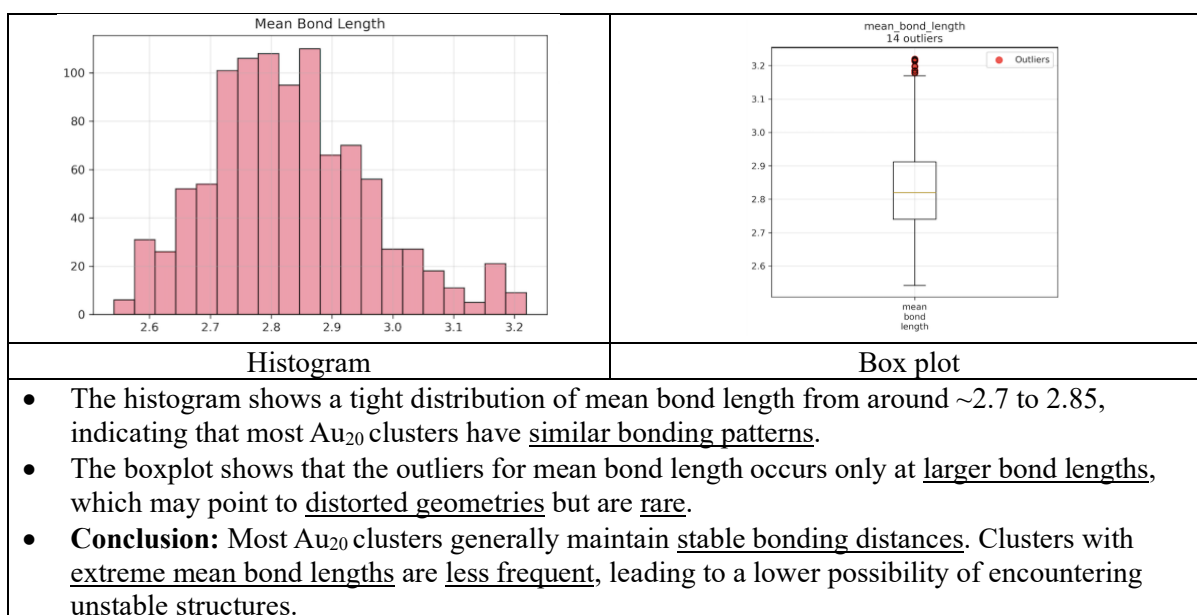 Mean Bond Length
100
80
60
40
20
0
2.6 2.7 2.8 2.9 3.0 3.1 3.2
mean_bond_length
14 outliers
Outliers
3.2
3.1
3.0
2.9
2.8
2.7
2.6
mean
bond
length
Histogram
Box plot
• The histogram shows a tight distribution of mean bond length from around ~2.7 to 2.85,
indicating that most Au₂₀ clusters have similar bonding patterns.
• The boxplot shows that the outliers for mean bond length occurs only at larger bond lengths,
which may point to distorted geometries but are rare.
• Conclusion: Most Au₂₀ clusters generally maintain stable bonding distances. Clusters with
extreme mean bond lengths are less frequent, leading to a lower possibility of encountering
unstable structures.